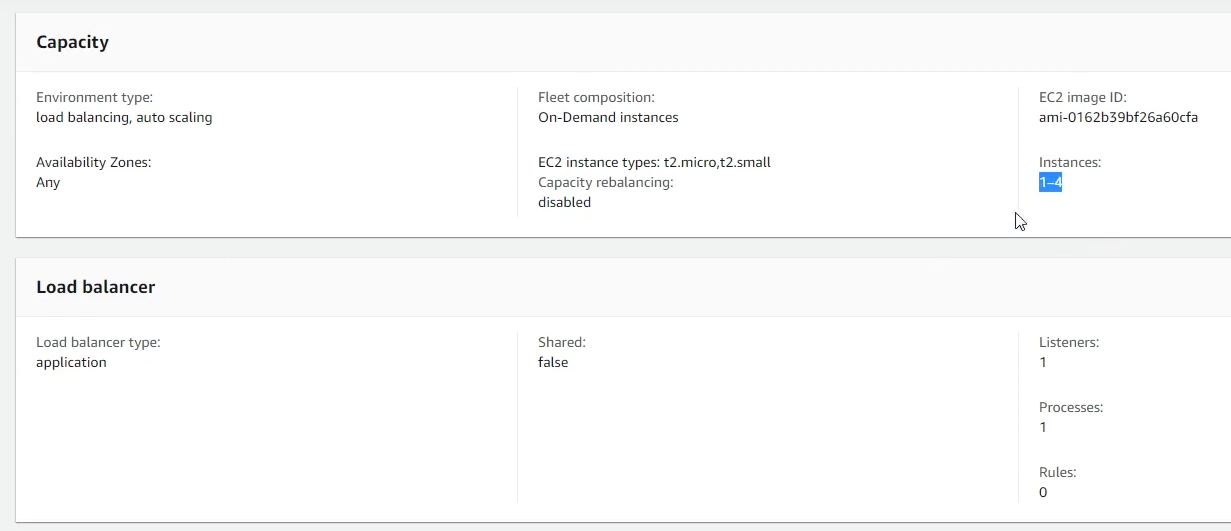 Capacity
Environment type:
load balancing, auto scaling
Availability Zones:
Any
Fleet composition:
On-Demand instances
EC2 instance types: t2.micro,t2.small
Capacity rebalancing:
disabled
EC2 image ID:
ami-0162b39bf26a60cfa
Instances:
1–4
Load balancer
Load balancer type:
application
Shared:
false
Listeners:
1
Processes:
1
Rules:
0